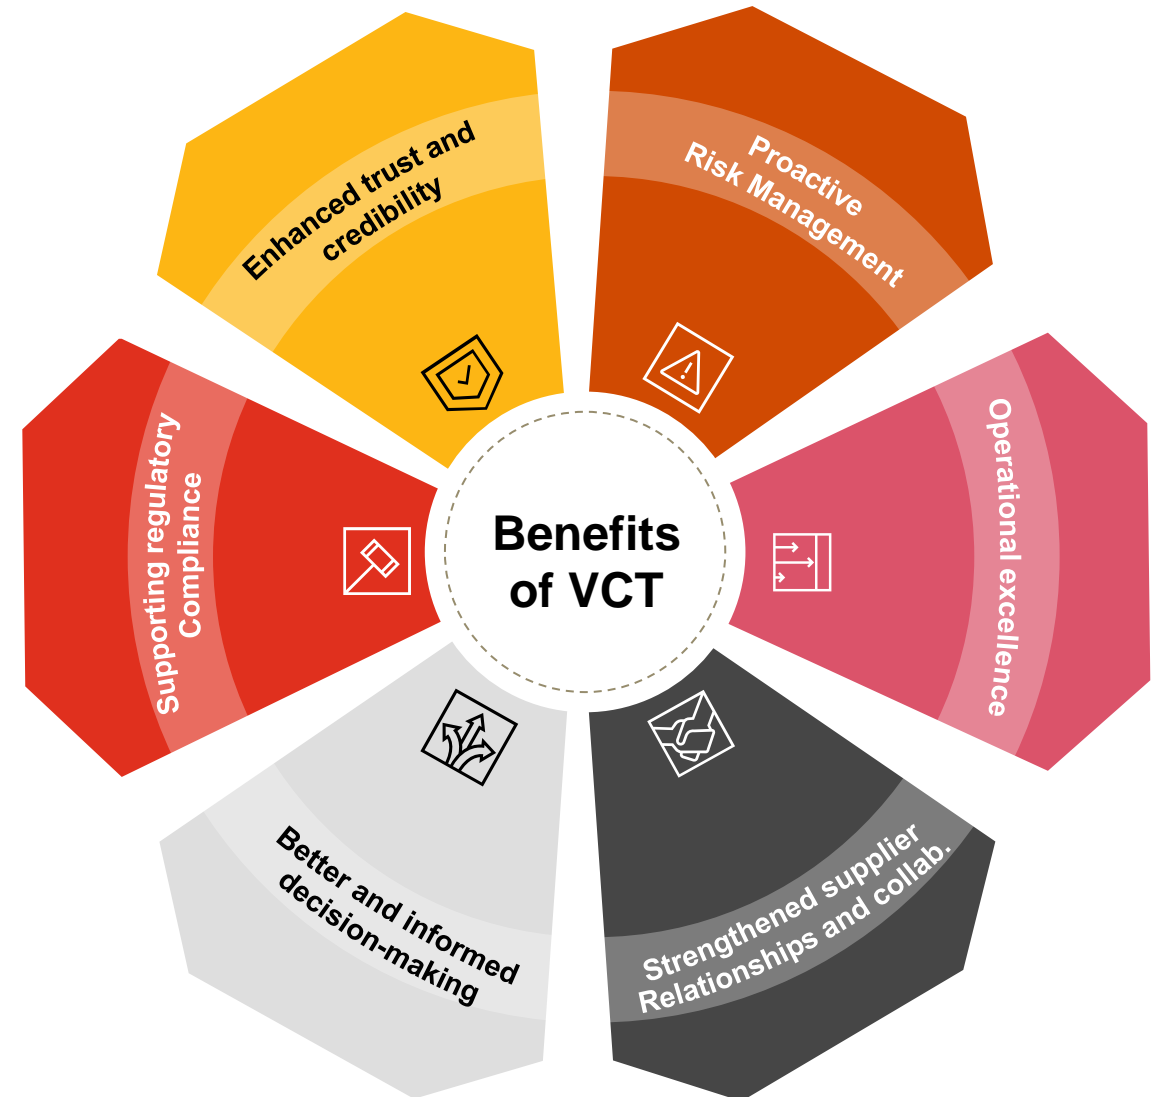 Benefits
of VCT
Proactive
Risk Management
Operational excellence
Strengthened supplier
Relationships and collab.
Better and informed
decision-making
Supporting regulatory
Compliance
Enhanced trust and
credibility